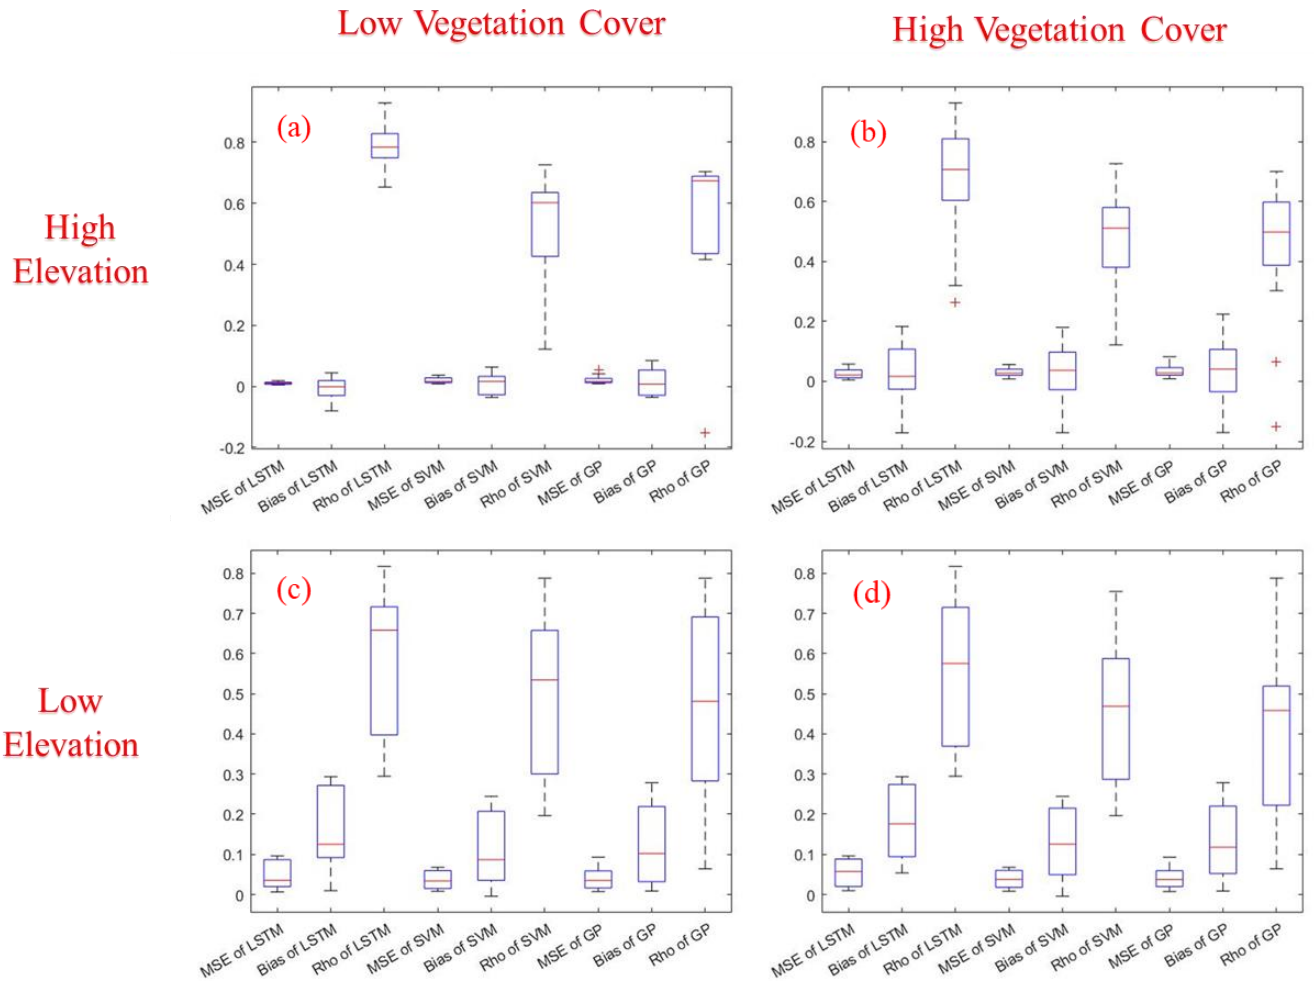 Low Vegetation Cover
High Vegetation Cover
High
Elevation
(a)
0.8
0.6
0.4
0.2
0
-0.2
MSE of LSTM
Bias of LSTM
Rho of LSTM
MSE of SVM
Bias of SVM
Rho of SVM
MSE of GP
Bias of GP
Rho of GP
(b)
0.8
0.6
0.4
0.2
0
-0.2
MSE of LSTM
Bias of LSTM
Rho of LSTM
MSE of SVM
Bias of SVM
Rho of SVM
MSE of GP
Bias of GP
Rho of GP
Low
Elevation
(c)
0.8
0.7
0.6
0.5
0.4
0.3
0.2
0.1
0
MSE of LSTM
Bias of LSTM
Rho of LSTM
MSE of SVM
Bias of SVM
Rho of SVM
MSE of GP
Bias of GP
Rho of GP
(d)
0.8
0.7
0.6
0.5
0.4
0.3
0.2
0.1
0
MSE of LSTM
Bias of LSTM
Rho of LSTM
MSE of SVM
Bias of SVM
Rho of SVM
MSE of GP
Bias of GP
Rho of GP